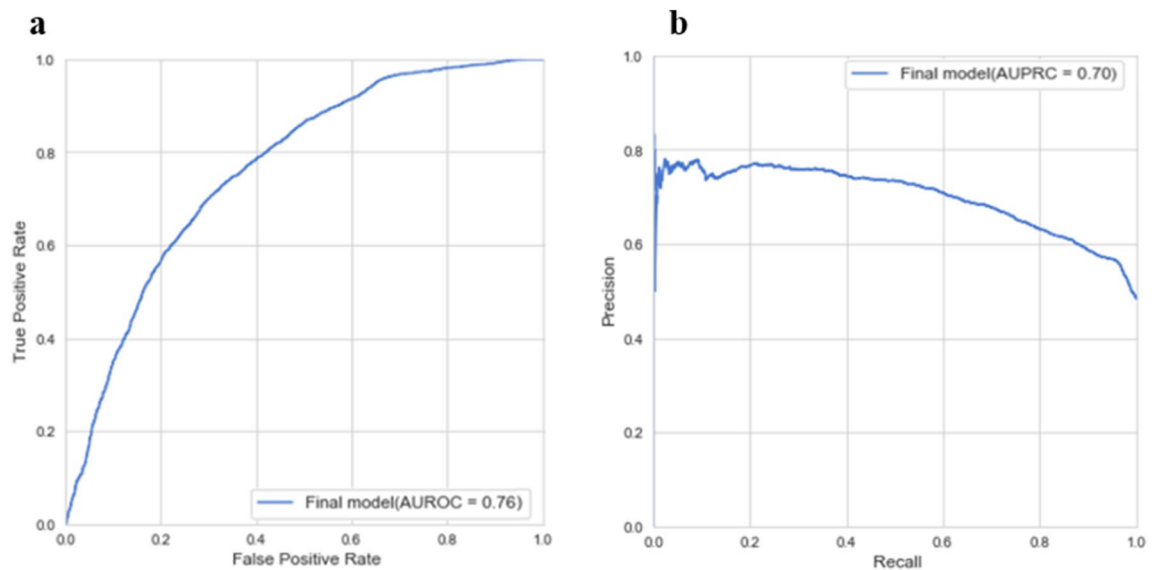 a
1.0
0.8
0.6
0.4
0.2
0.0
True Positive Rate
Final model(AUROC = 0.76)
0.0 0.2 0.4 0.6 0.8 1.0
False Positive Rate
b
1.0
0.8
0.6
0.4
0.2
0.0
Precision
Final model(AUPRC = 0.70)
0.0 0.2 0.4 0.6 0.8 1.0
Recall